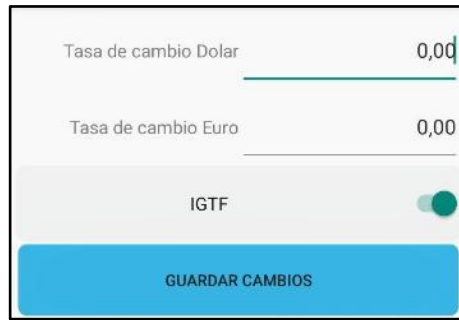 Tasa de cambio Dolar 0,00
Tasa de cambio Euro 0,00
IGTF
GUARDAR CAMBIOS